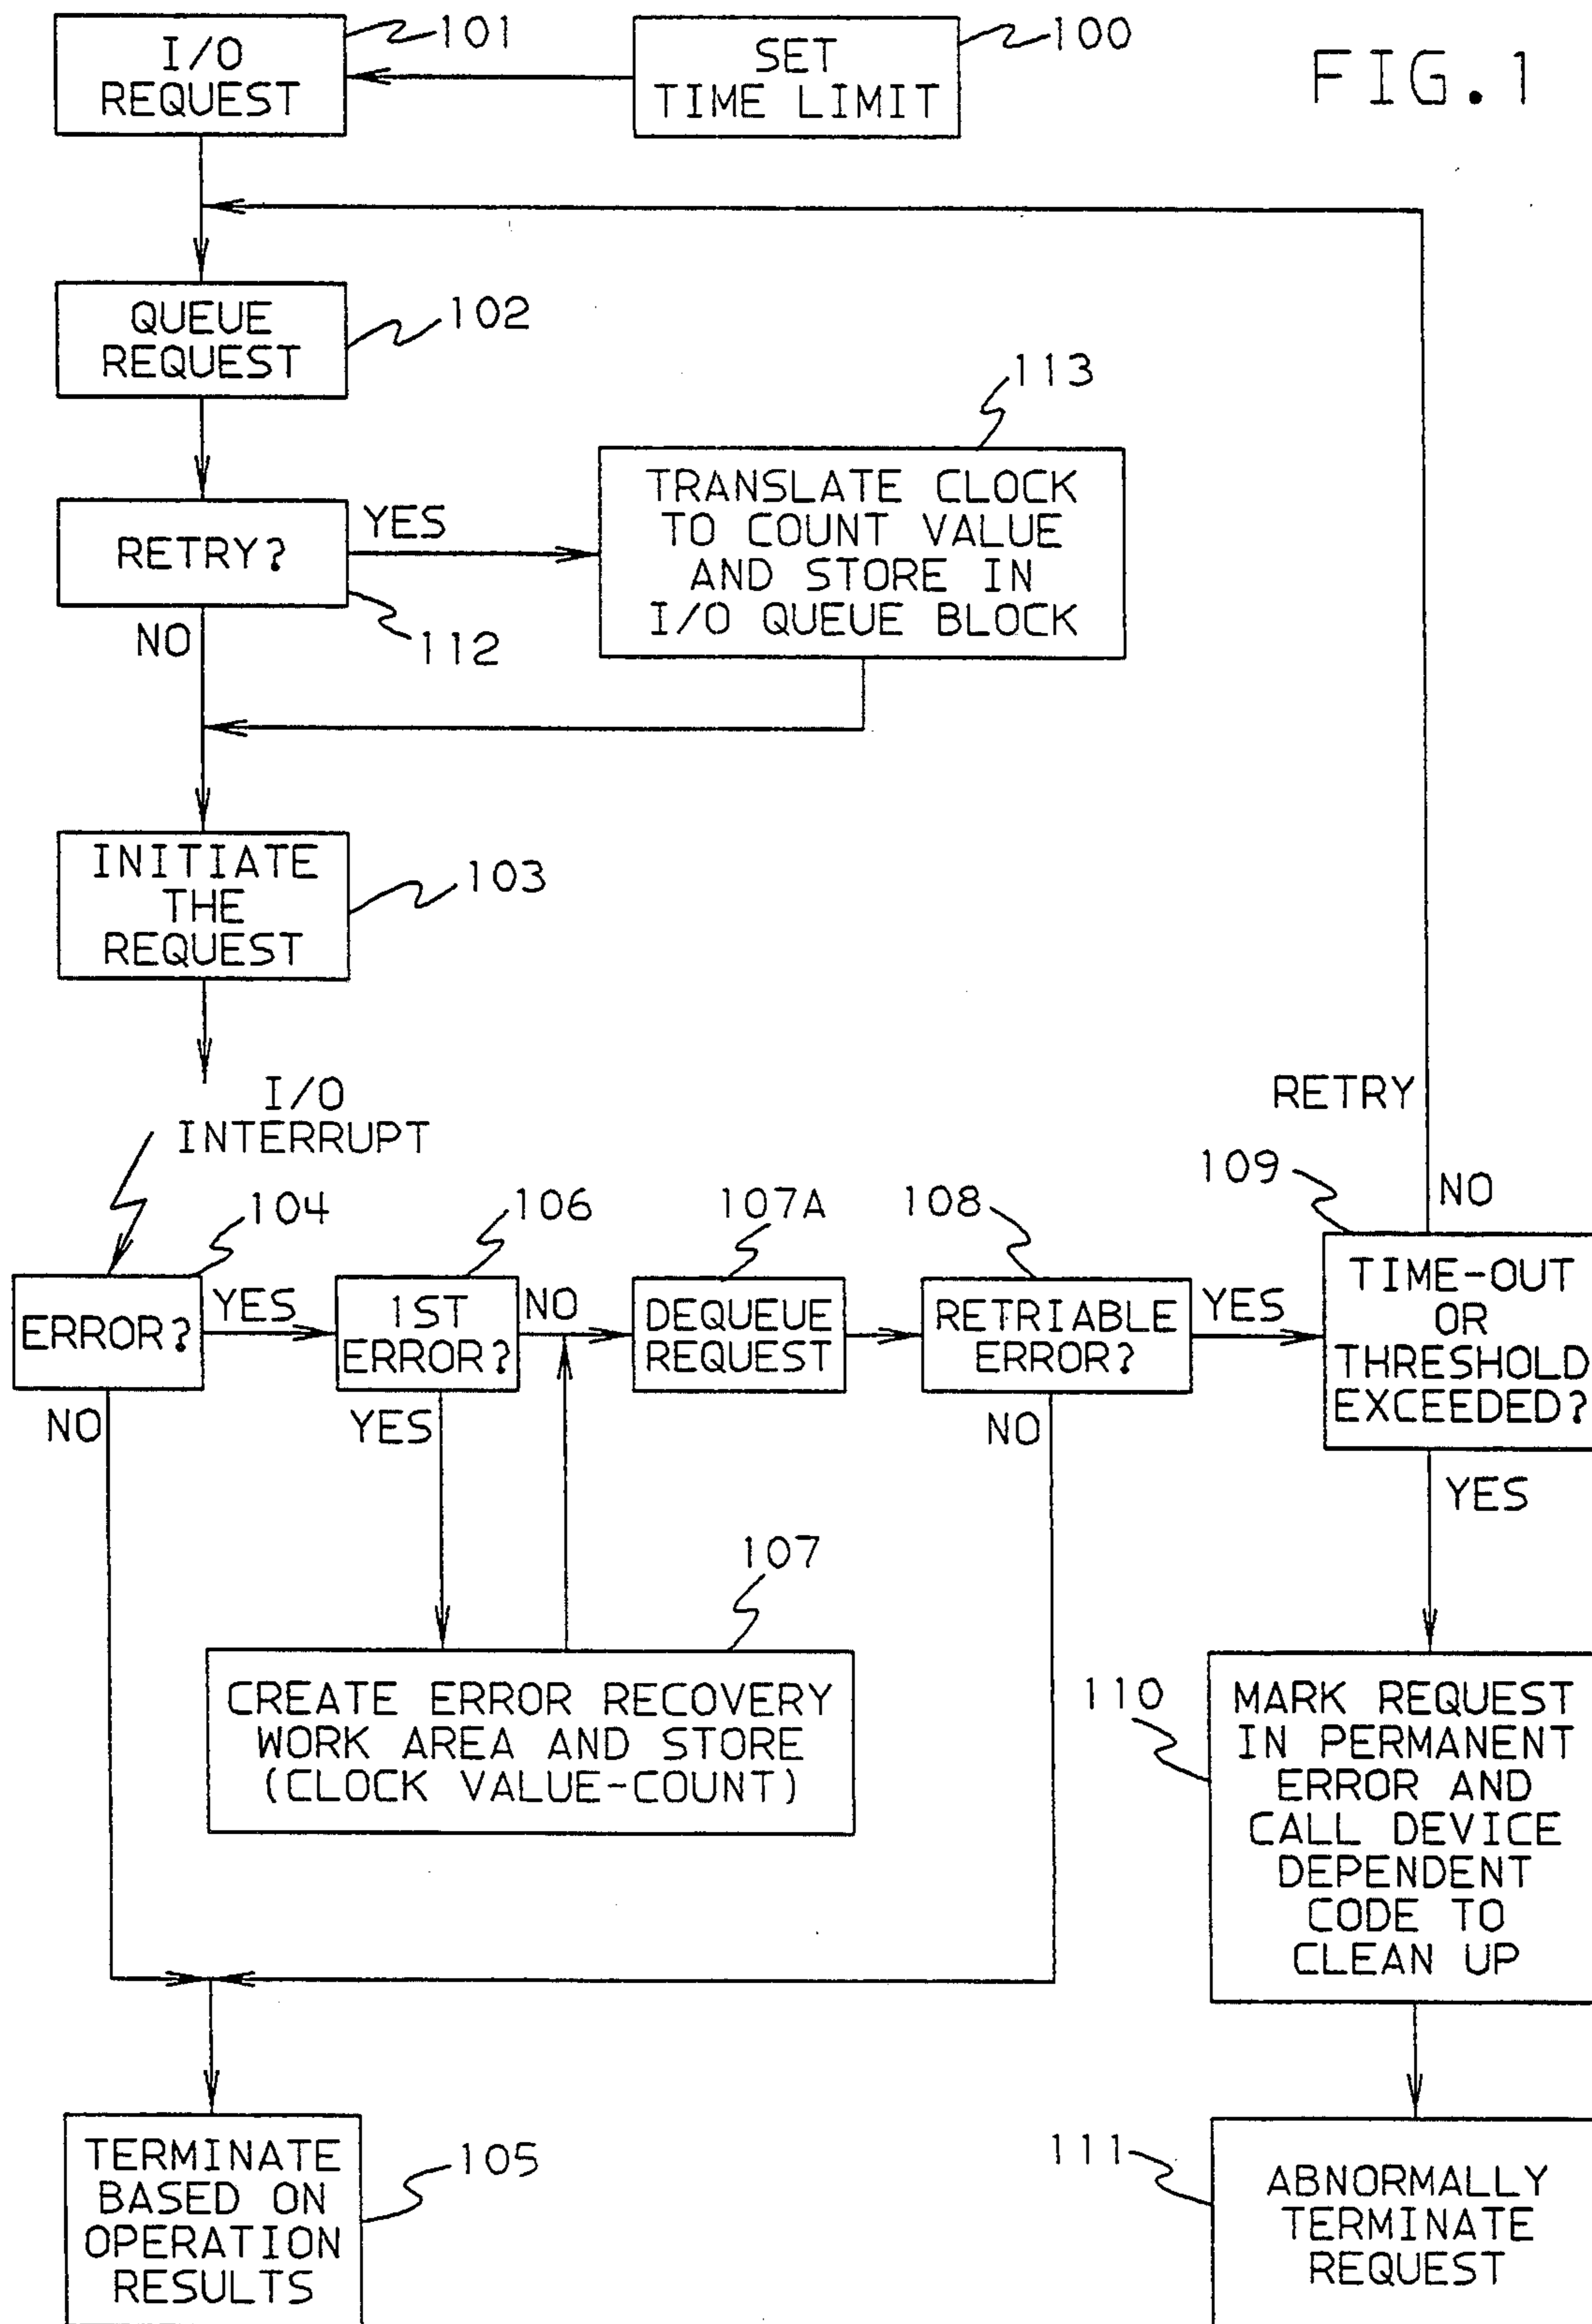 I/O
REQUEST
101
SET
TIME LIMIT
100
FIG.1
QUEUE
REQUEST
102
113
RETRY?
YES
NO
112
TRANSLATE CLOCK
TO COUNT VALUE
AND STORE IN
I/O QUEUE BLOCK
INITIATE
THE
REQUEST
103
I/O
INTERRUPT
RETRY
104
ERROR?
YES
NO
106
1ST
ERROR?
NO
YES
107A
DEQUEUE
REQUEST
108
RETRIABLE
ERROR?
YES
NO
109
NO
TIME-OUT
OR
THRESHOLD
EXCEEDED?
YES
107
CREATE ERROR RECOVERY
WORK AREA AND STORE
(CLOCK VALUE-COUNT)
110
MARK REQUEST
IN PERMANENT
ERROR AND
CALL DEVICE
DEPENDENT
CODE TO
CLEAN UP
TERMINATE
BASED ON
OPERATION
RESULTS
105
111
ABNORMALLY
TERMINATE
REQUEST